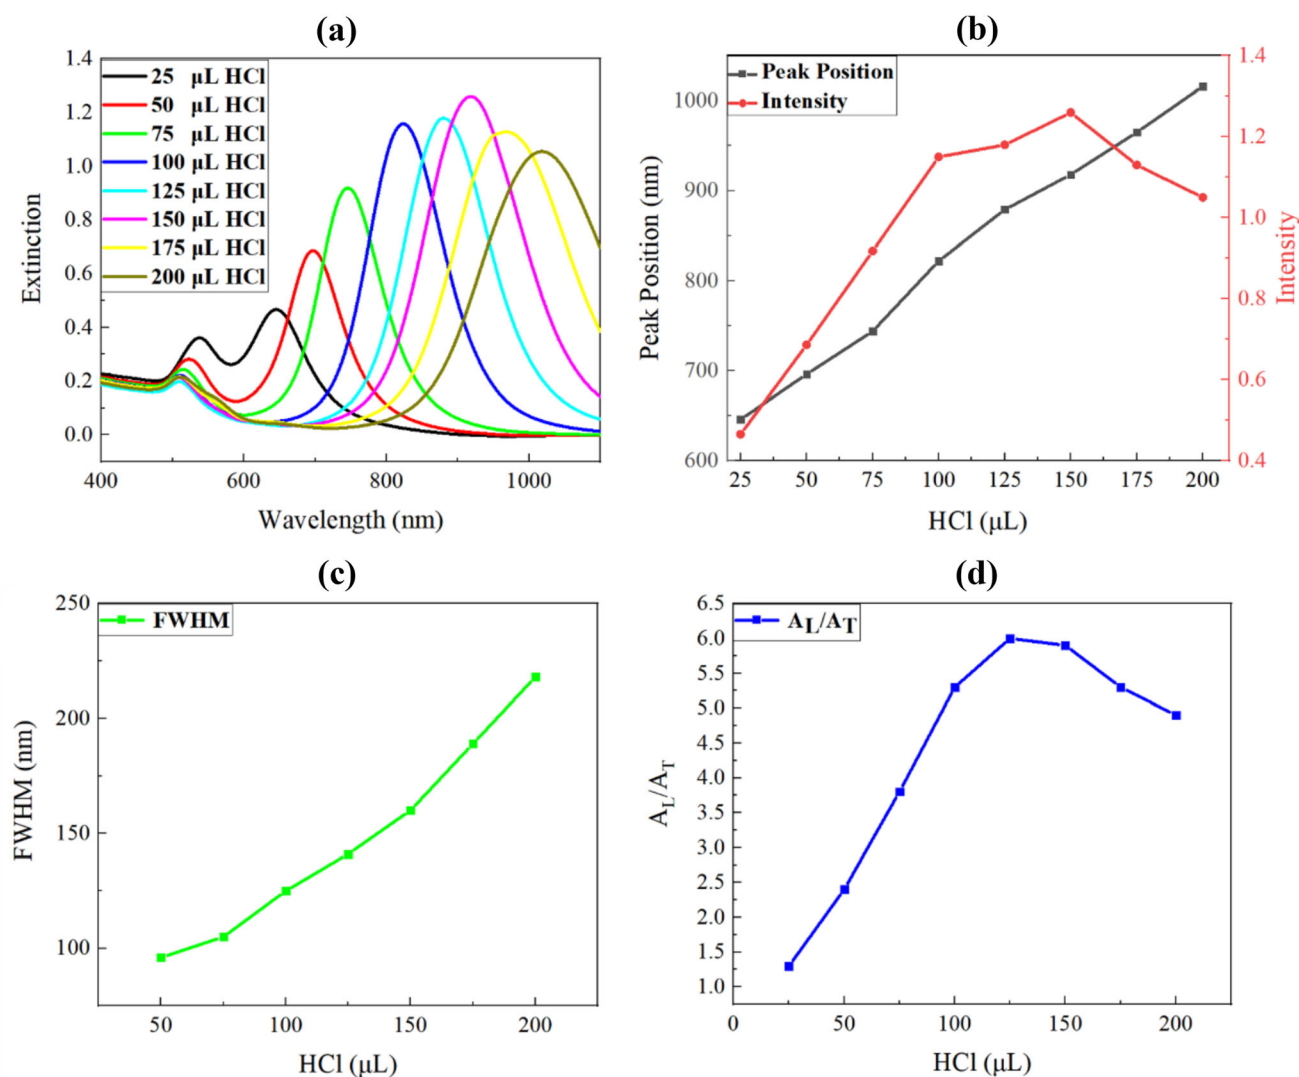 (a)
1.4
1.2
1.0
0.8
0.6
0.4
0.2
0.0
Extinction
25 μL HCl
50 μL HCl
75 μL HCl
100 μL HCl
125 μL HCl
150 μL HCl
175 μL HCl
200 μL HCl
400 600 800 1000
Wavelength (nm)
(b)
1000
900
800
700
600
Peak Position (nm)
Peak Position
Intensity
1.4
1.2
1.0
0.8
0.6
0.4
Intensity
25 50 75 100 125 150 175 200
HCl (μL)
(c)
250
200
150
100
FWHM (nm)
FWHM
50 100 150 200
HCl (μL)
(d)
6.5
6.0
5.5
5.0
4.5
4.0
3.5
3.0
2.5
2.0
1.5
1.0
A_L/A_T
A_L/A_T
0 50 100 150 200
HCl (μL)